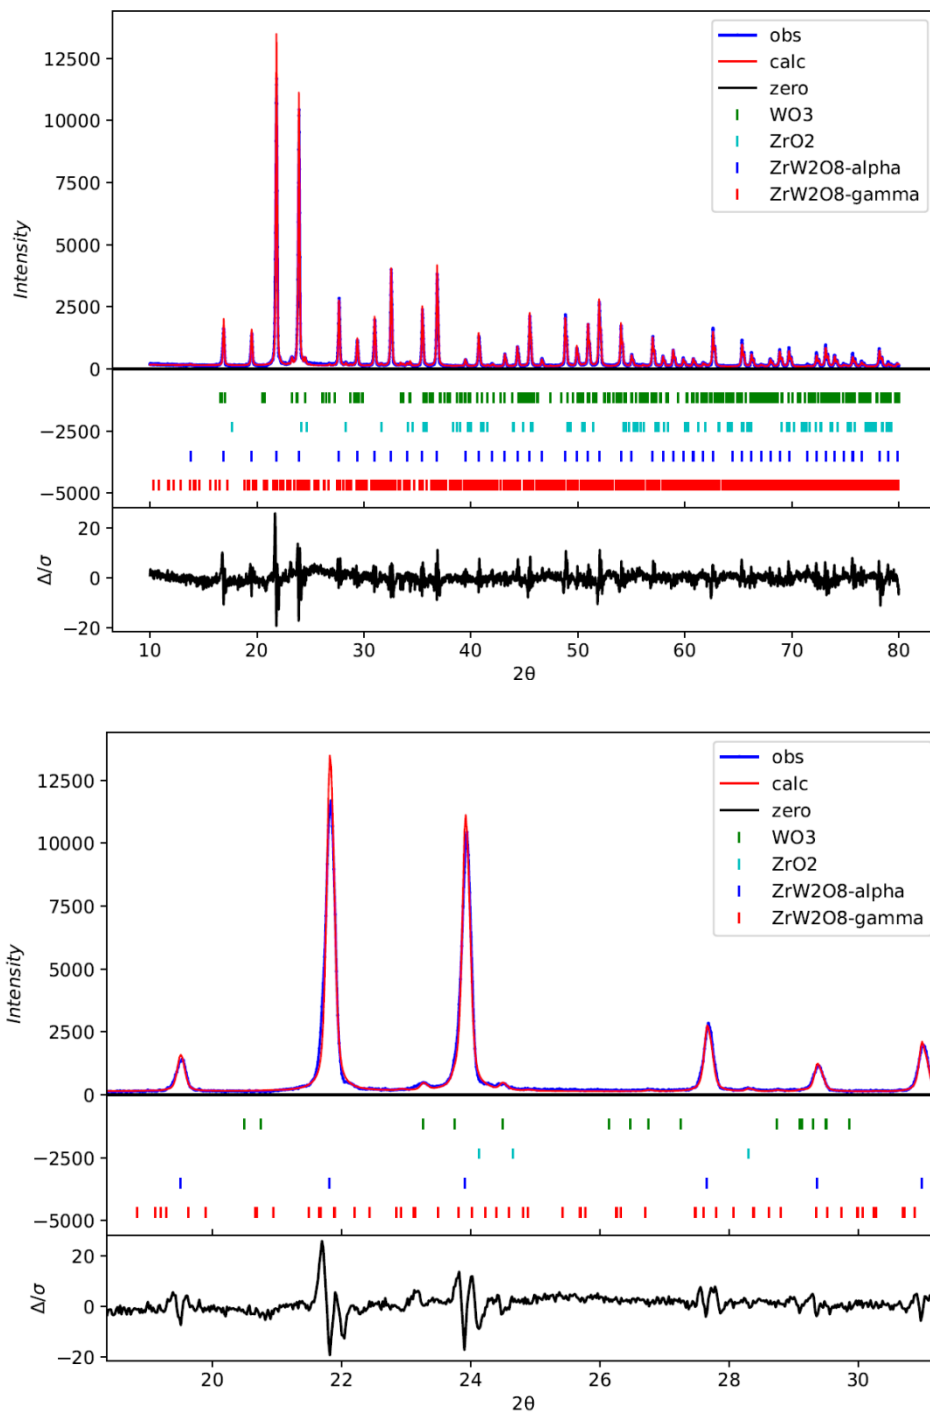 12500
10000
7500
5000
2500
0
−2500
−5000
Intensity
obs
calc
zero
WO3
ZrO2
ZrW2O8-alpha
ZrW2O8-gamma
20
0
−20
Δ/σ
10 20 30 40 50 60 70 80
2θ
12500
10000
7500
5000
2500
0
−2500
−5000
Intensity
obs
calc
zero
WO3
ZrO2
ZrW2O8-alpha
ZrW2O8-gamma
20
0
−20
Δ/σ
20 22 24 26 28 30
2θ